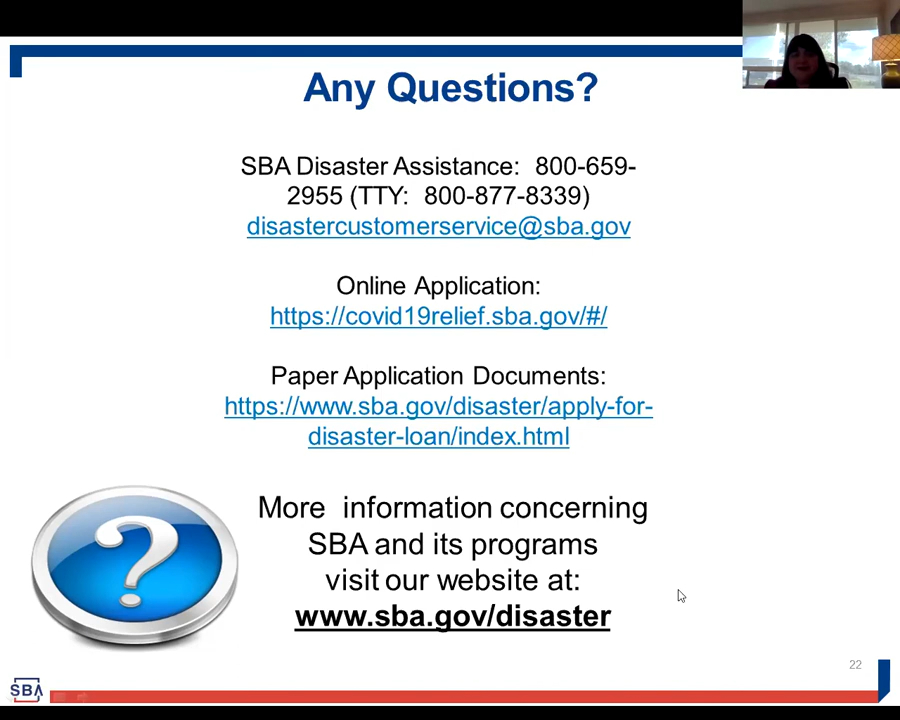 Any Questions?
SBA Disaster Assistance: 800-659-
2955 (TTY: 800-877-8339)
disastercustomerservice@sba.gov
Online Application:
https://covid19relief.sba.gov/#/
Paper Application Documents:
https://www.sba.gov/disaster/apply-for-
disaster-loan/index.html
More information concerning
SBA and its programs
visit our website at:
www.sba.gov/disaster
22
SBA